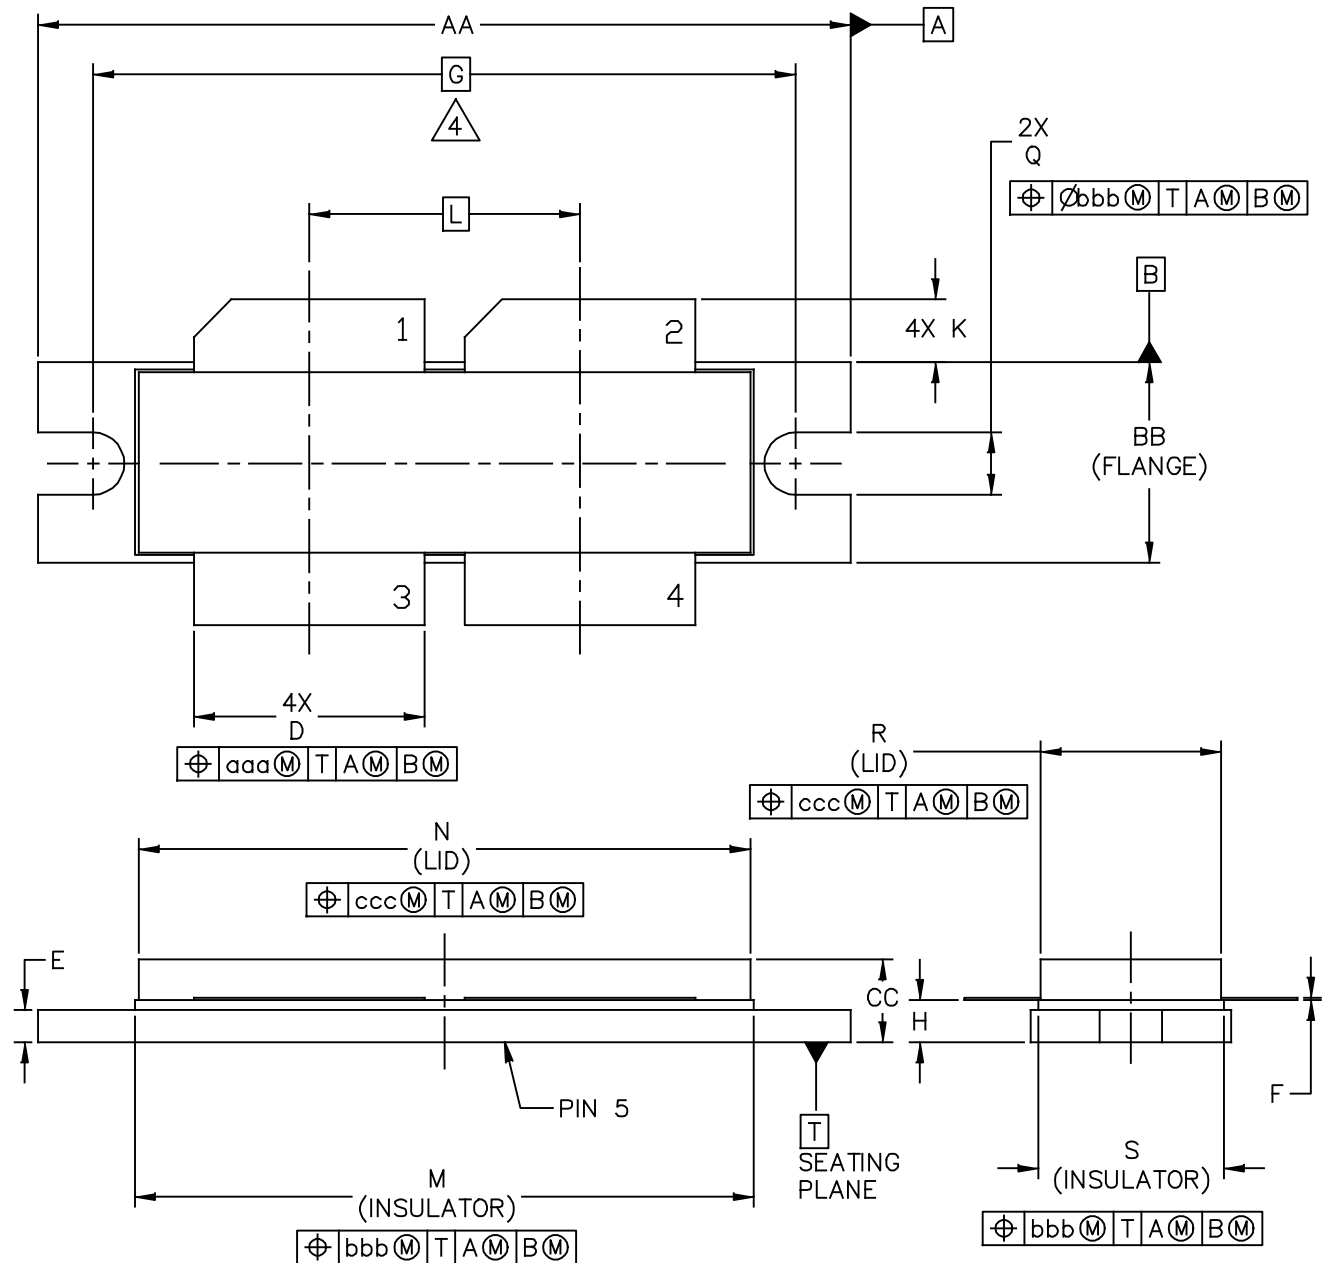 AA
A
G
4
2X
Q
⌖ Øbbb Ⓜ T A Ⓜ B Ⓜ
L
B
1
2
4X K
BB
(FLANGE)
3
4
4X
D
⌖ aaa Ⓜ T A Ⓜ B Ⓜ
R
(LID)
⌖ ccc Ⓜ T A Ⓜ B Ⓜ
N
(LID)
⌖ ccc Ⓜ T A Ⓜ B Ⓜ
E
CC
H
F
PIN 5
T
SEATING
PLANE
M
(INSULATOR)
⌖ bbb Ⓜ T A Ⓜ B Ⓜ
S
(INSULATOR)
⌖ bbb Ⓜ T A Ⓜ B Ⓜ